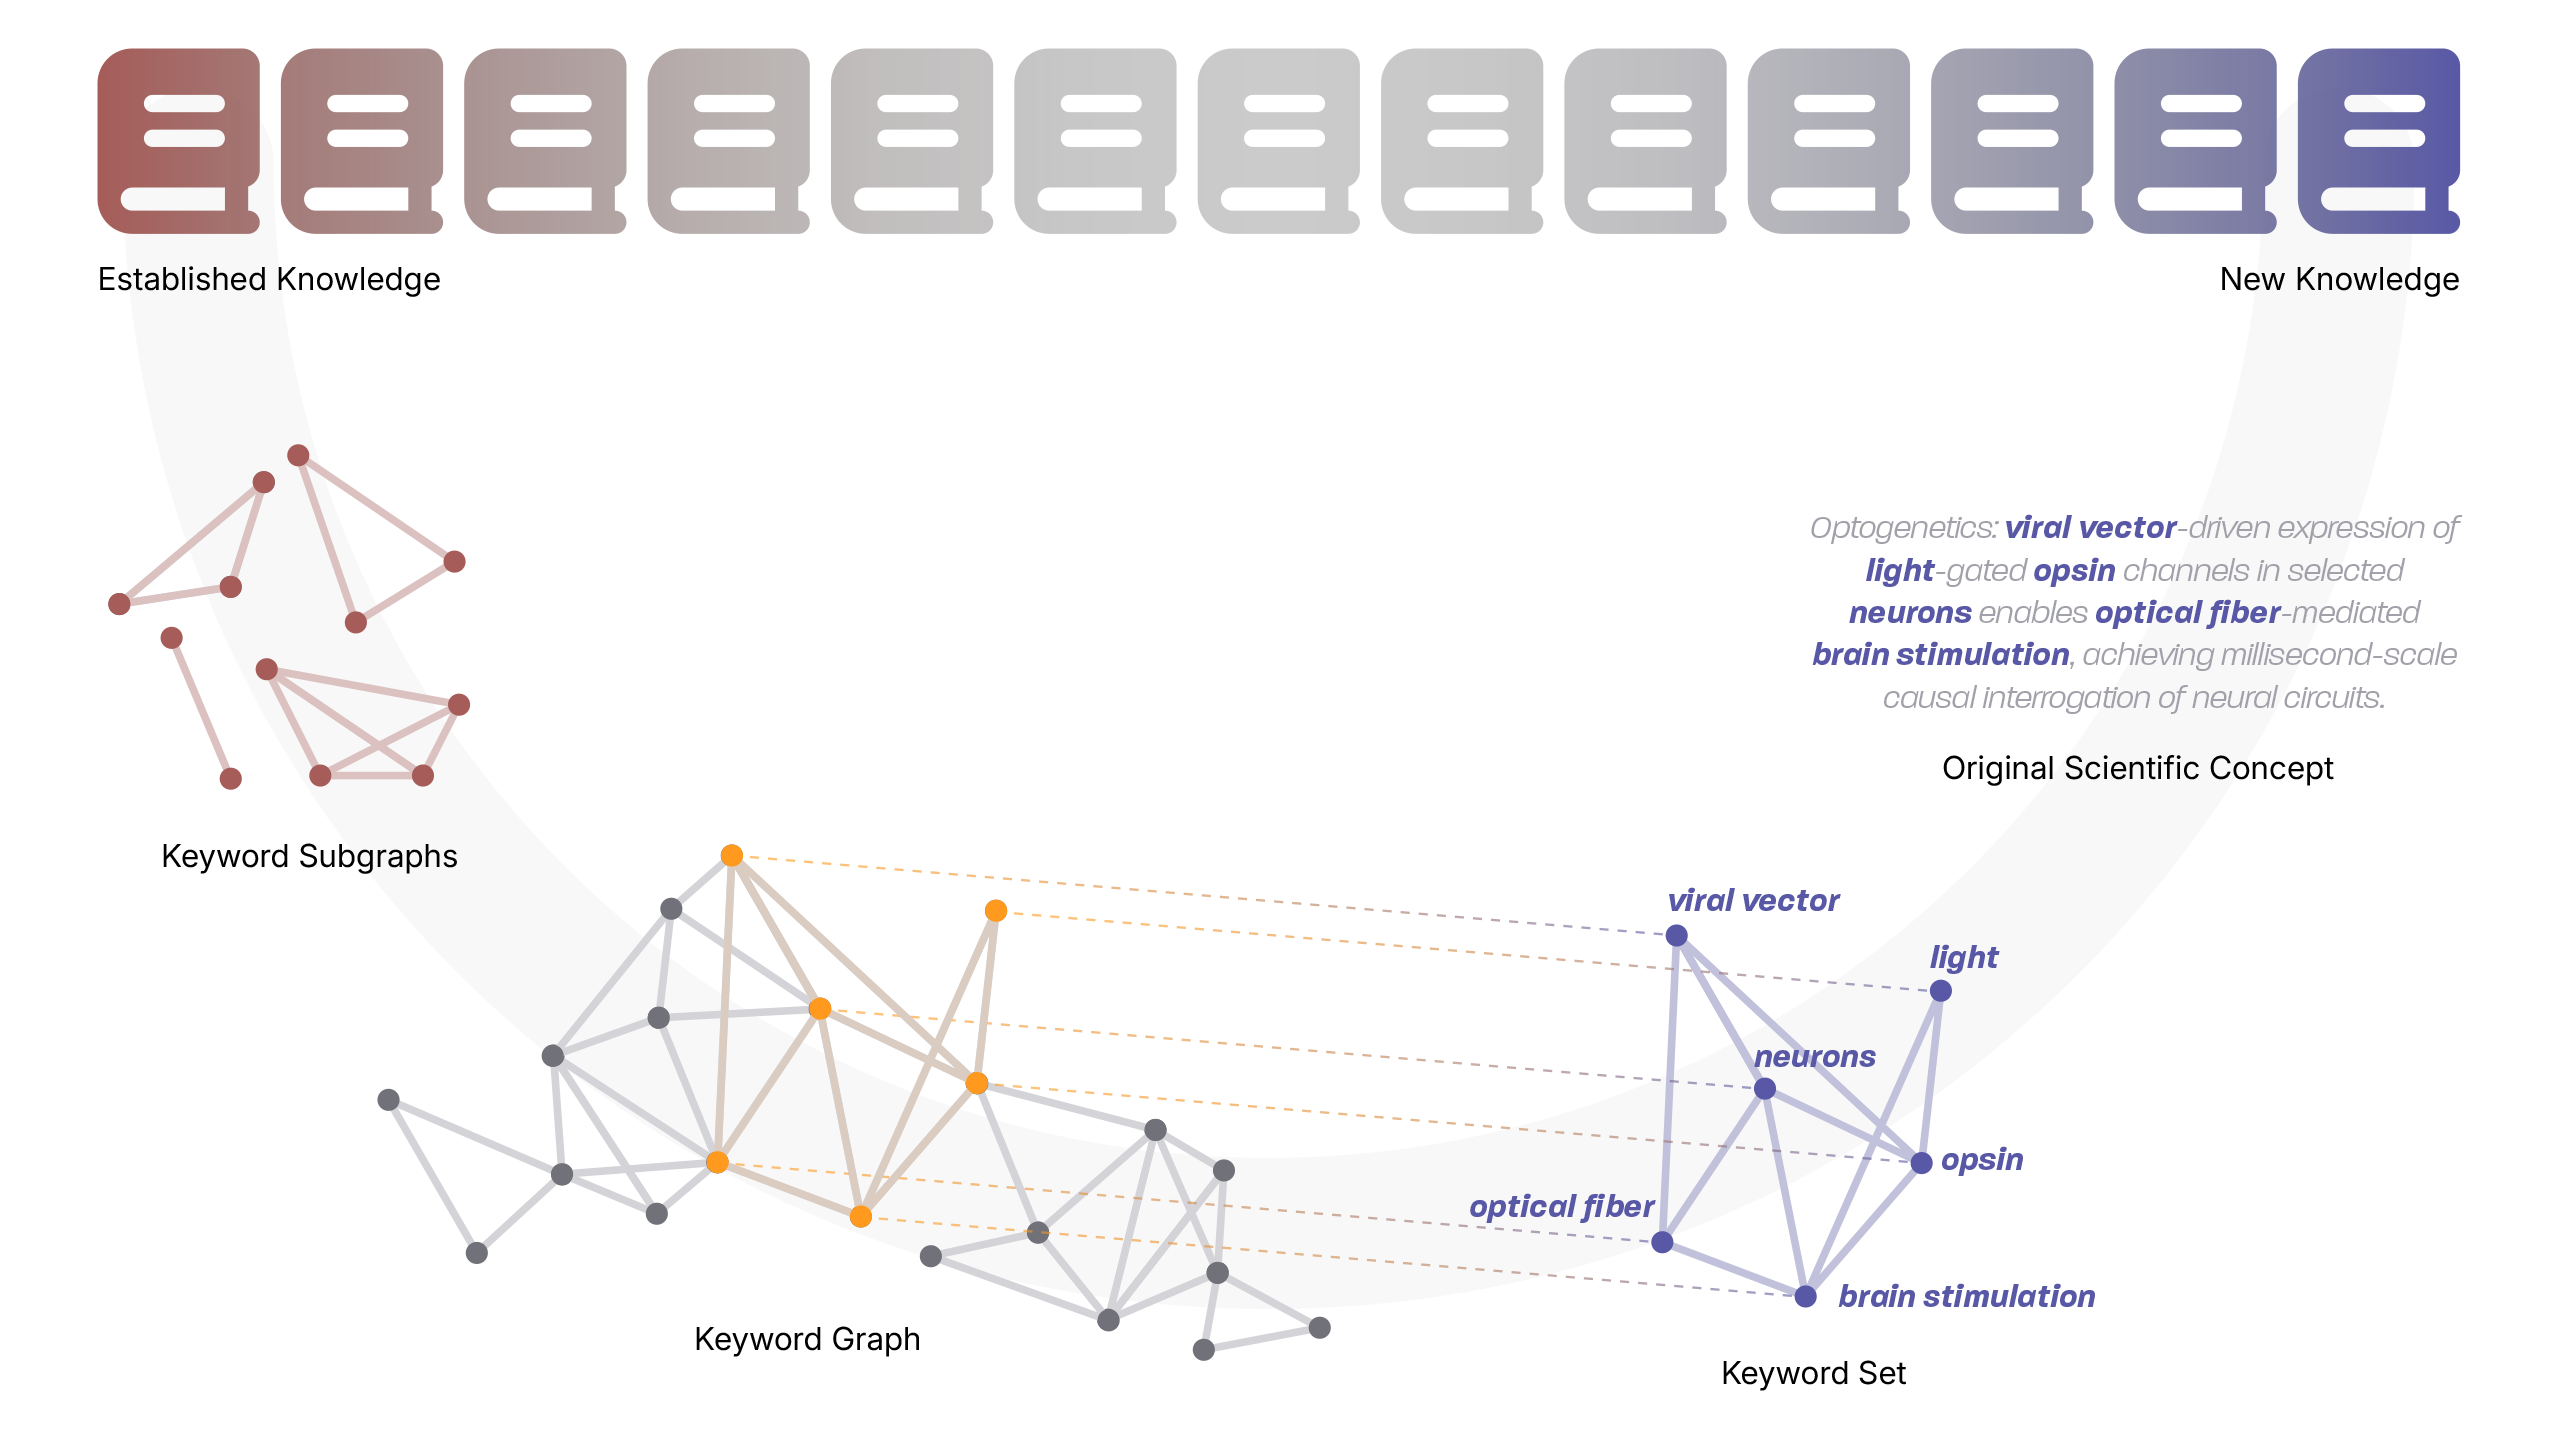 Established Knowledge
New Knowledge
Optogenetics: viral vector-driven expression of
light-gated opsin channels in selected
neurons enables optical fiber-mediated
brain stimulation, achieving millisecond-scale
causal interrogation of neural circuits.
Original Scientific Concept
Keyword Subgraphs
viral vector
light
neurons
opsin
optical fiber
brain stimulation
Keyword Graph
Keyword Set